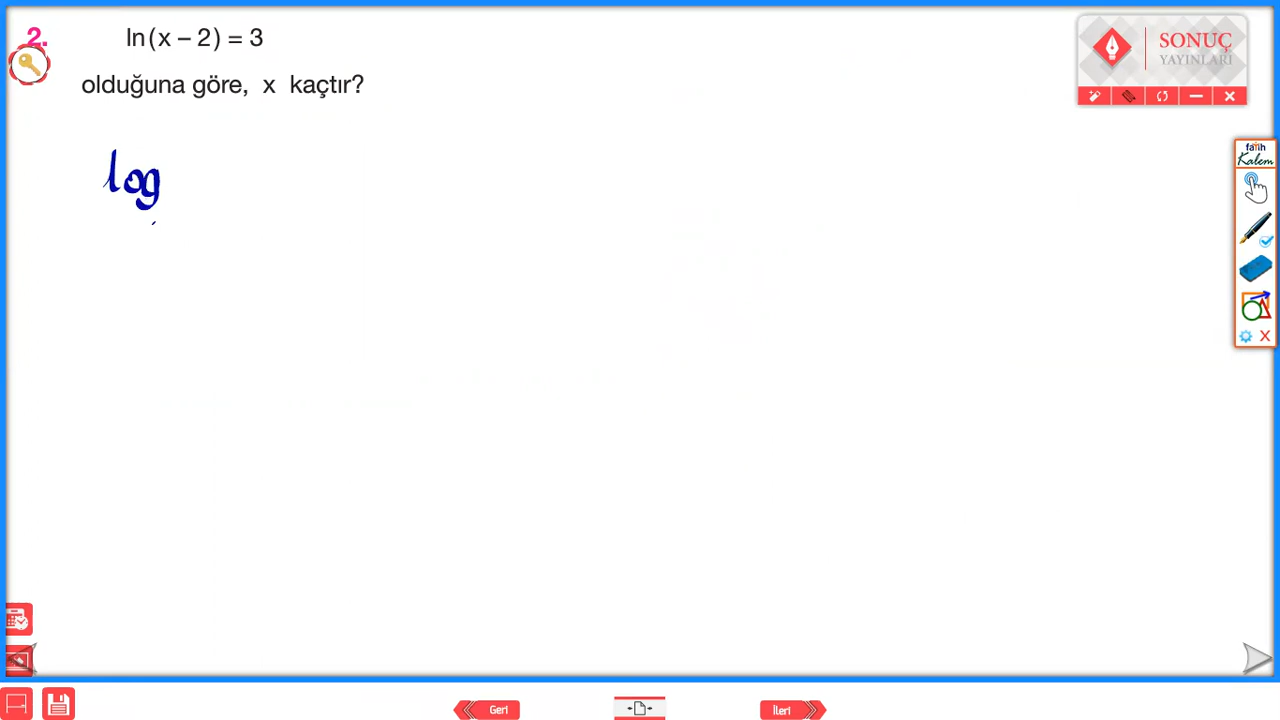 2. ln(x – 2) = 3
olduğuna göre, x kaçtır?
log
SONUÇ
YAYINLARI
fatih
Kalem
Geri
İleri